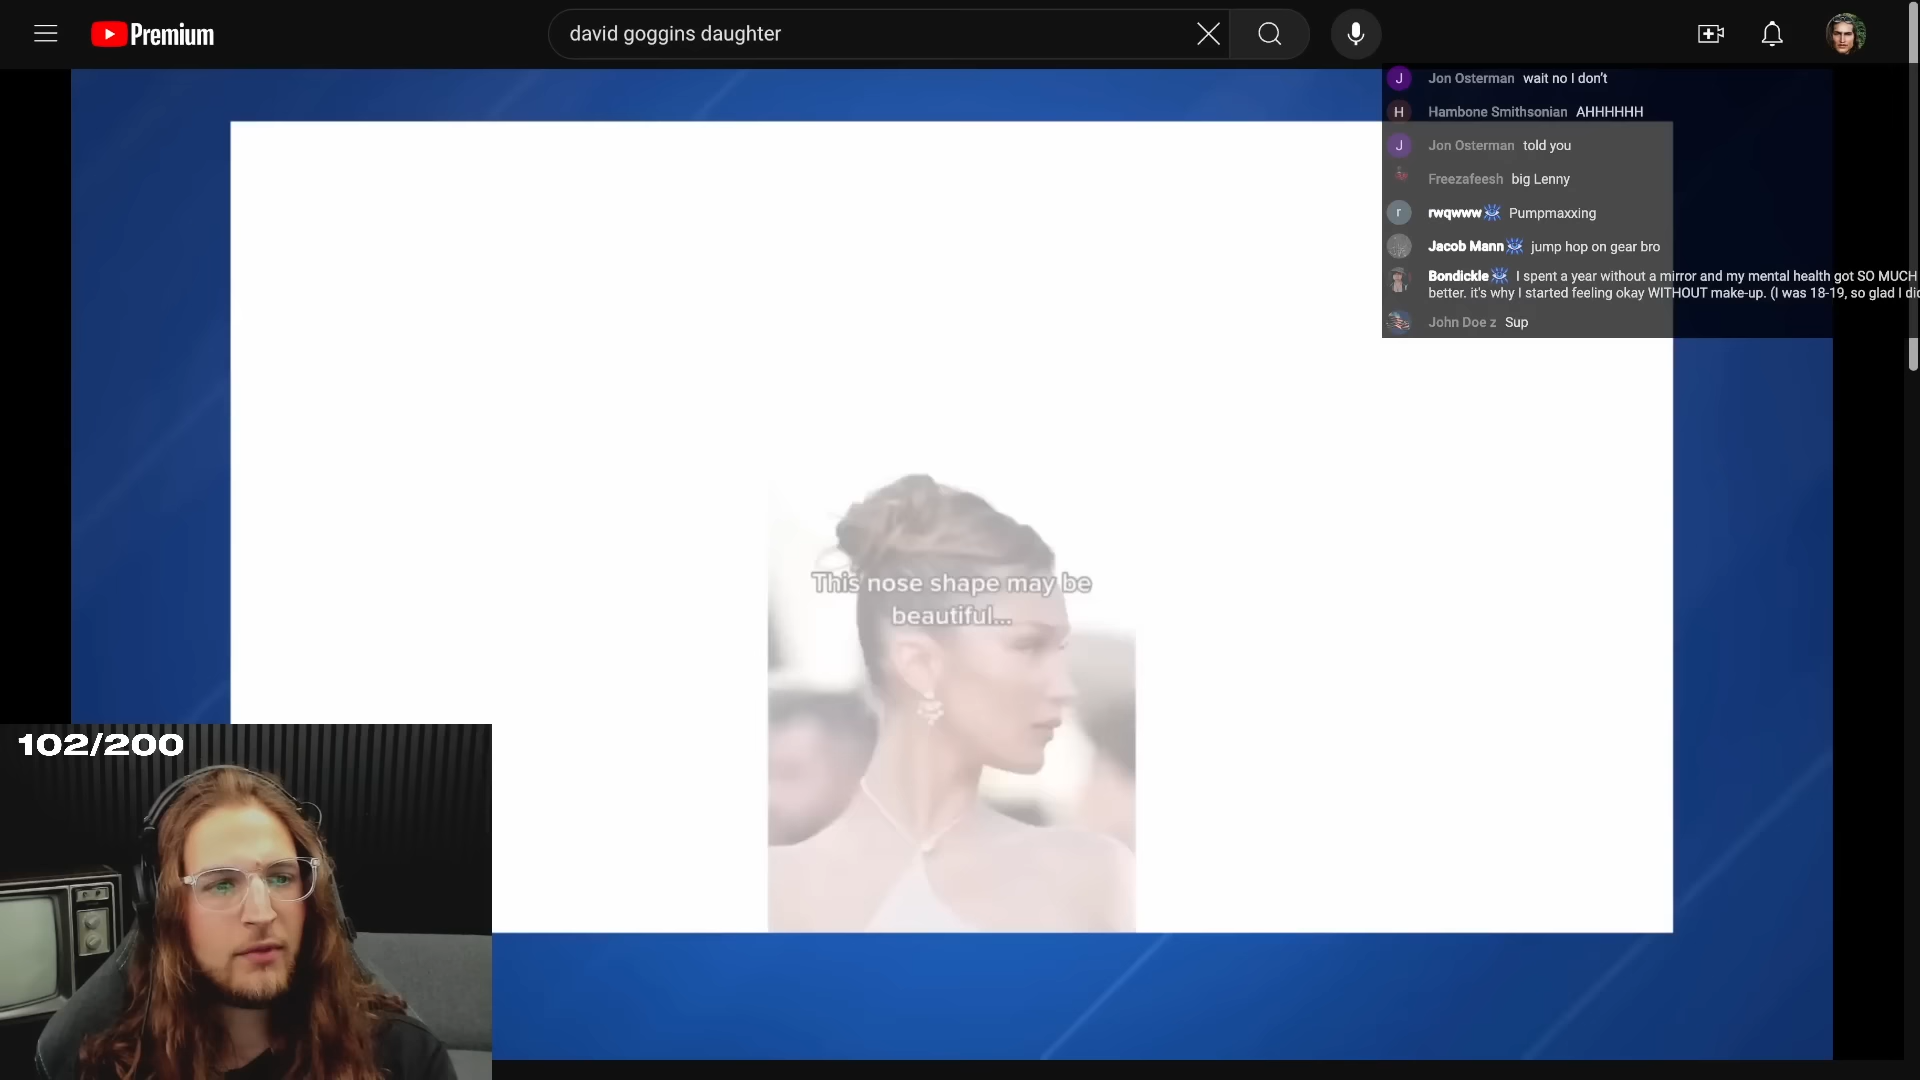 Premium
david goggins daughter
J Jon Osterman wait no I don't
H Hambone Smithsonian AHHHHHH
J Jon Osterman told you
Freezafeesh big Lenny
r rwqwww Pumpmaxxing
Jacob Mann jump hop on gear bro
Bondickle I spent a year without a mirror and my mental health got SO MUCH
better. it's why I started feeling okay WITHOUT make-up. (I was 18-19, so glad I
John Doe z Sup
This nose shape may be
beautiful...
102/200